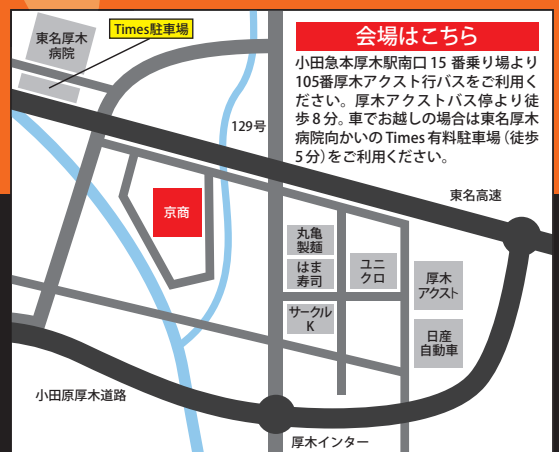 東名厚木
病院
Times駐車場
会場はこちら
小田急本厚木駅南口 15 番乗り場より
105番厚木アクスト行バスをご利用く
ださい。厚木アクストバス停より徒
歩8分。車でお越しの場合は東名厚木
病院向かいの Times 有料駐車場（徒歩
5分）をご利用ください。
129号
東名高速
京商
丸亀
製麺
はま
寿司
ユニ
クロ
厚木
アクスト
サークル
K
日産
自動車
小田原厚木道路
厚木インター